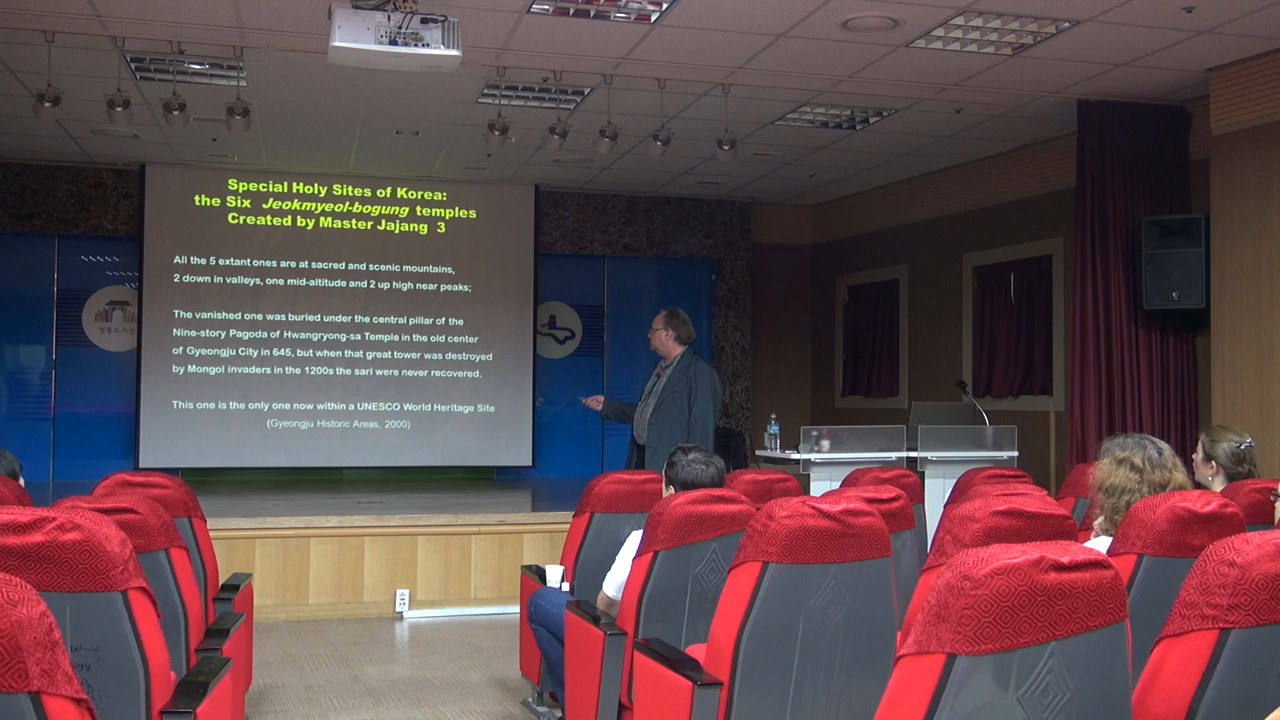 Special Holy Sites of Korea:
the Six Jeokmyeol-bogung temples
Created by Master Jajang 3
All the 5 extant ones are at sacred and scenic mountains,
2 down in valleys, one mid-altitude and 2 up high near peaks;
The vanished one was buried under the central pillar of the
Nine-story Pagoda of Hwangryong-sa Temple in the old center
of Gyeongju City in 645, but when that great tower was destroyed
by Mongol invaders in the 1200s the sari were never recovered.
This one is the only one now within a UNESCO World Heritage Site
(Gyeongju Historic Areas, 2000)